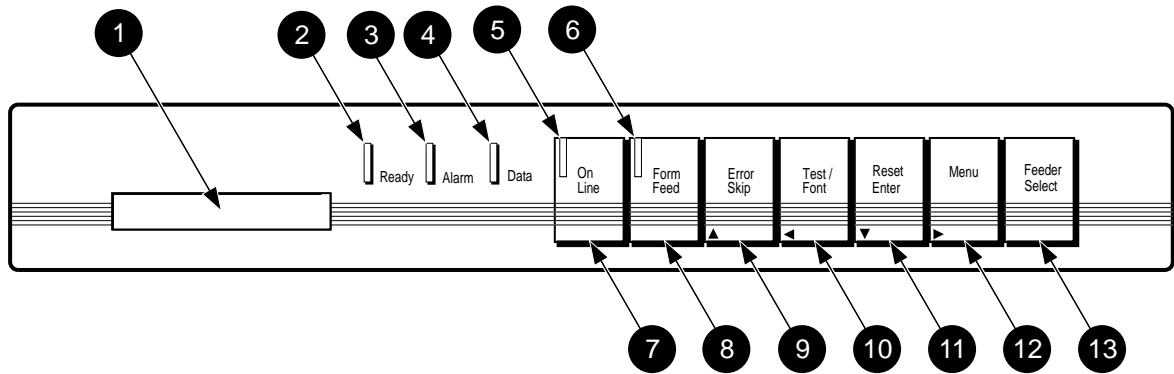 1 2 3 4 5 6
Ready Alarm Data
On
Line
Form
Feed
Error
Skip
Test /
Font
Reset
Enter
Menu
Feeder
Select
7 8 9 10 11 12 13